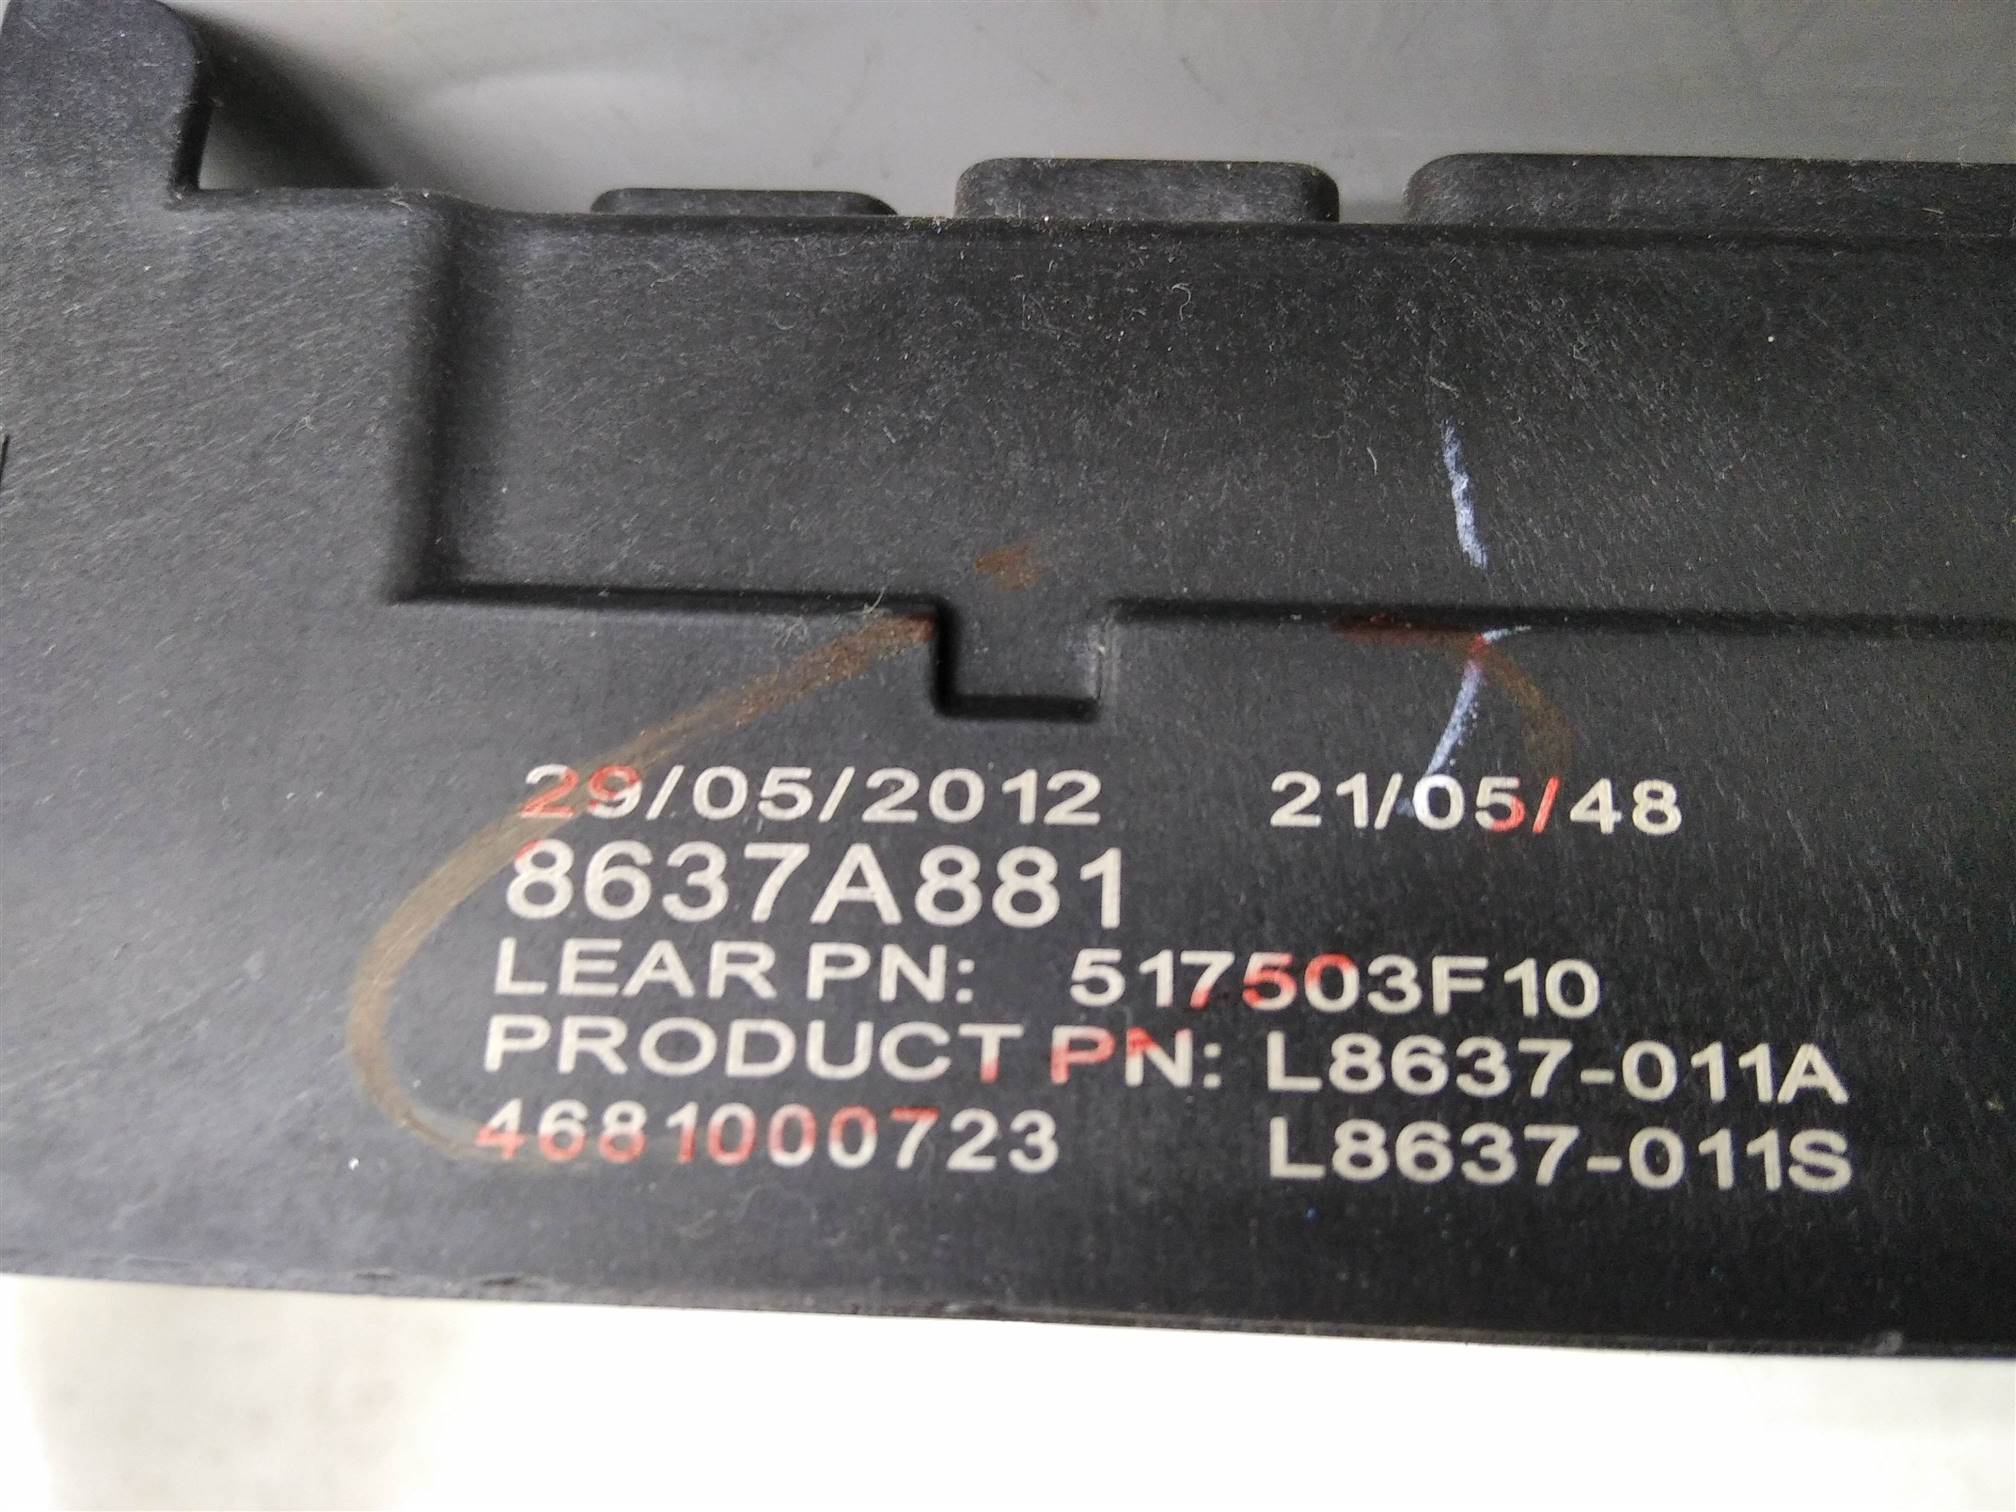 29/05/2012 21/05/48
8637A881
LEAR PN: 517503F10
PRODUCT PN: L8637-011A
4681000723 L8637-011S